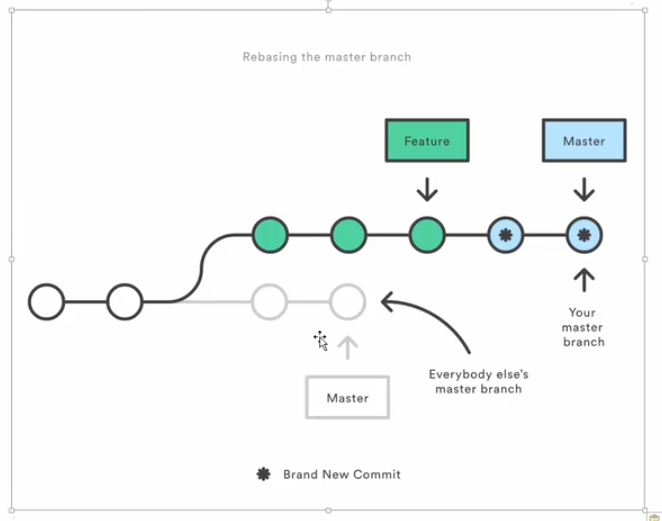 Rebasing the master branch
Feature
Master
Your
master
branch
Everybody else's
master branch
Master
Brand New Commit